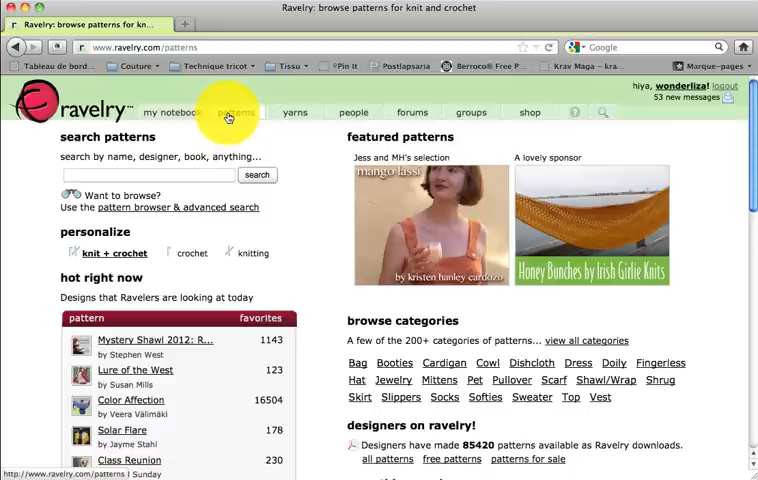 Ravelry: browse patterns for knit and crochet
Ravelry: browse patterns for kn...
www.ravelry.com/patterns
Google
Tableau de bord...
Couture
Technique tricot
Tissu
Pin It
Postlapsaria
Berroco® Free P...
Krav Maga – kra...
Marque-pages
hiya, wonderliza! logout
53 new messages
ravelry™
my notebook
patterns
yarns
people
forums
groups
shop
search patterns
search by name, designer, book, anything...
search
Want to browse?
Use the pattern browser & advanced search
personalize
knit + crochet
crochet
knitting
hot right now
Designs that Ravelers are looking at today
pattern favorites
Mystery Shawl 2012: R... 1143
by Stephen West
Lure of the West 123
by Susan Mills
Color Affection 16504
by Veera Välimäki
Solar Flare 178
by Jayme Stahl
Class Reunion 230
Sunday
http://www.ravelry.com/patterns
featured patterns
Jess and MH's selection
A lovely sponsor
mango lassi
by kristen hanley cardozo
Honey Bunches by Irish Girlie Knits
browse categories
A few of the 200+ categories of patterns... view all categories
Bag Booties Cardigan Cowl Dishcloth Dress Doily Fingerless
Hat Jewelry Mittens Pet Pullover Scarf Shawl/Wrap Shrug
Skirt Slippers Socks Softies Sweater Top Vest
designers on ravelry!
Designers have made 85420 patterns available as Ravelry downloads.
all patterns free patterns patterns for sale